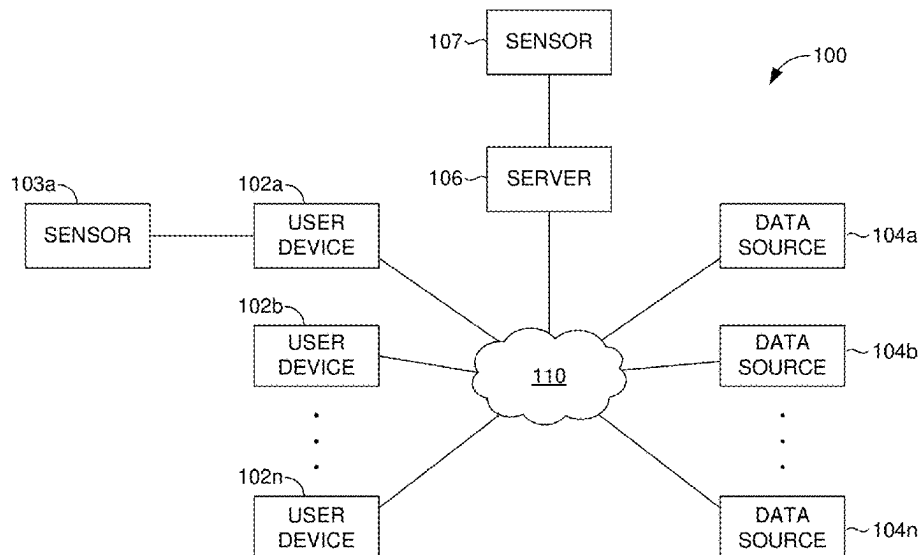 107
SENSOR
100
106
SERVER
103a
SENSOR
102a
USER
DEVICE
DATA
SOURCE
104a
102b
USER
DEVICE
110
DATA
SOURCE
104b
102n
USER
DEVICE
DATA
SOURCE
104n